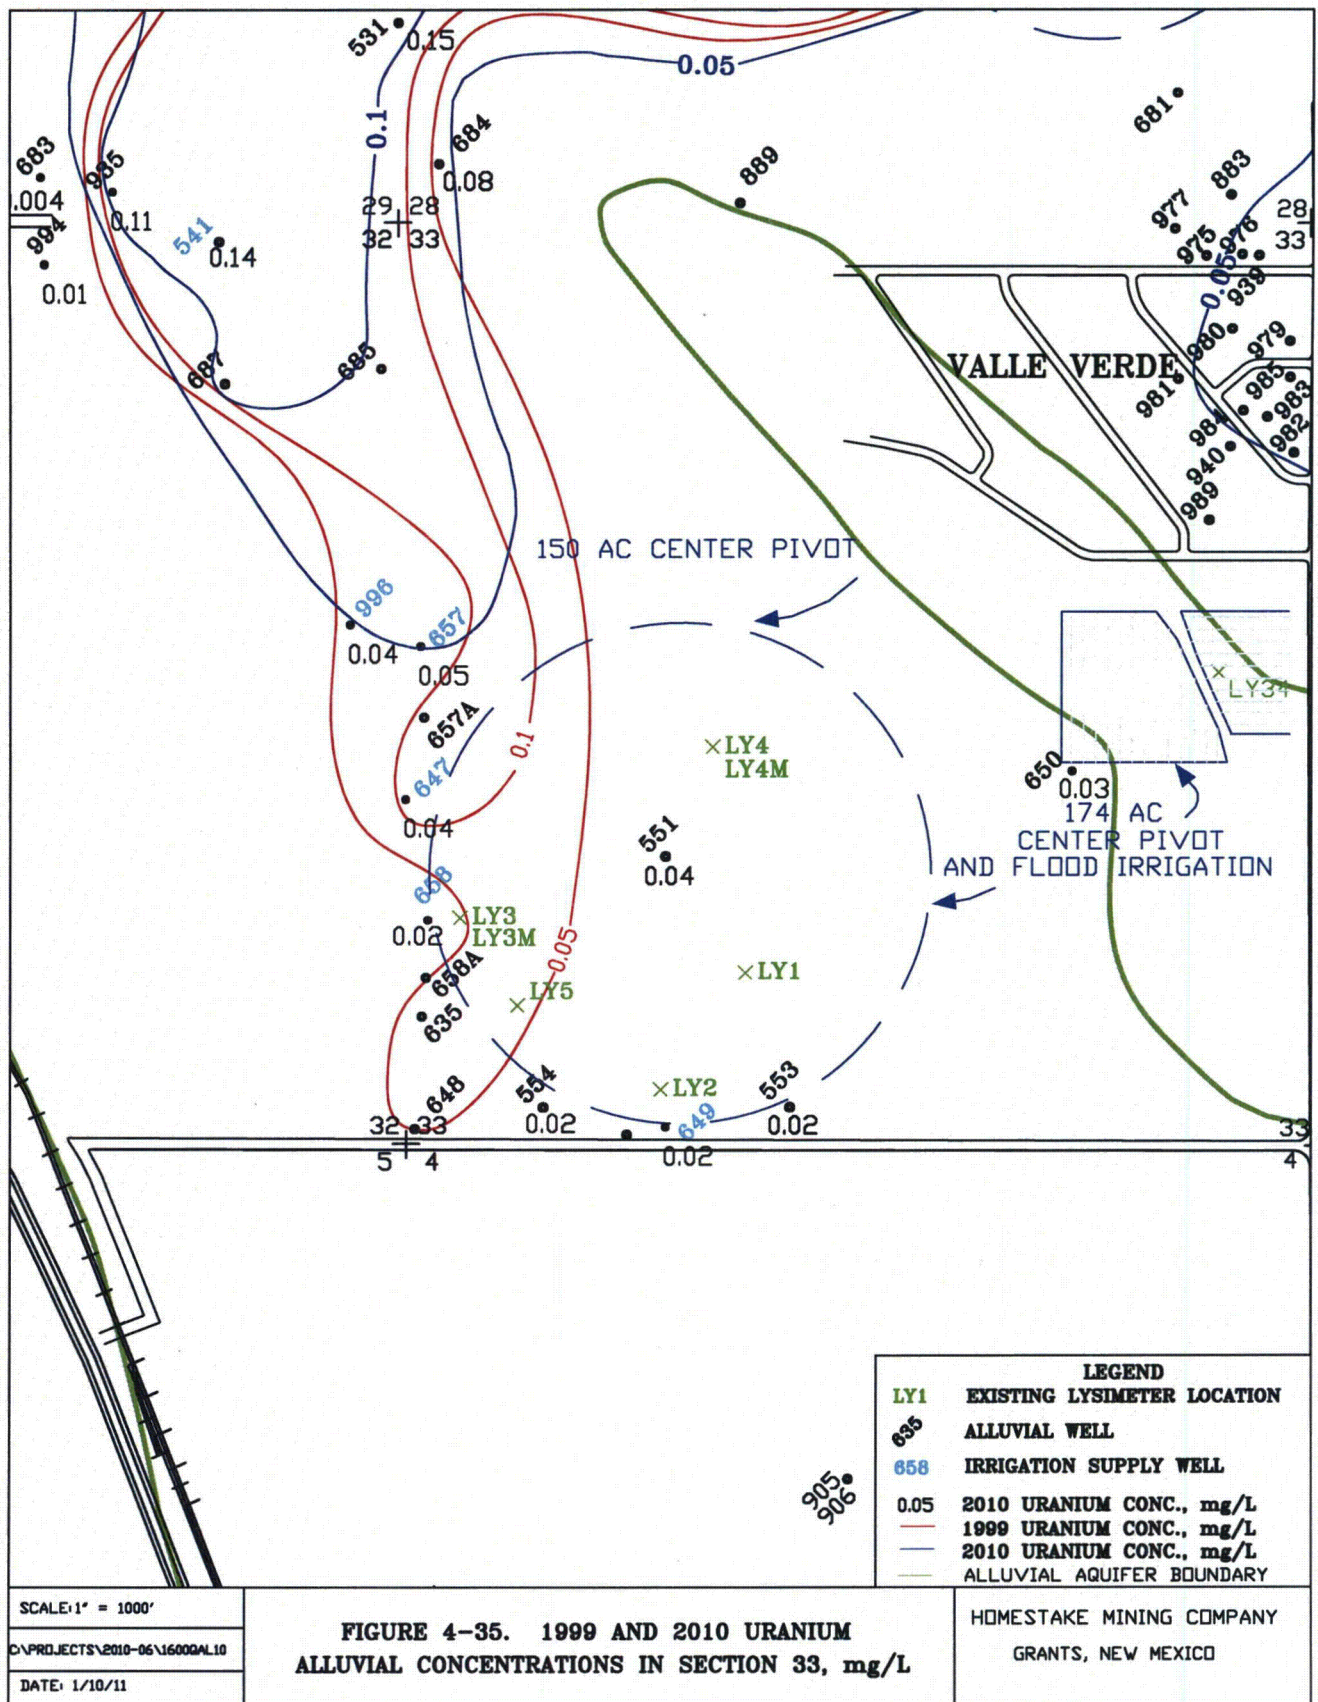 531
0.15
0.05
0.1
681
684
0.08
683
.004
985
0.11
889
883
977
29 28
32 33
28
33
994
0.01
541
0.14
975
976
0.05
939
980
979
687
685
VALLE VERDE
981
985
983
984
982
940
989
150 AC CENTER PIVOT
996
0.04
657
0.05
657A
LY34
0.1
LY4
LY4M
647
0.04
650
0.03
174 AC
CENTER PIVOT
AND FLOOD IRRIGATION
551
0.04
658
0.02
LY3
LY3M
0.05
658A
LY1
LY5
635
648
554
0.02
LY2
553
0.02
649
0.02
32 33
5 4
33
4
905
906
LEGEND
LY1 EXISTING LYSIMETER LOCATION
635 ALLUVIAL WELL
658 IRRIGATION SUPPLY WELL
0.05 2010 URANIUM CONC., mg/L
1999 URANIUM CONC., mg/L
2010 URANIUM CONC., mg/L
ALLUVIAL AQUIFER BOUNDARY
SCALE:1" = 1000'
C:\PROJECTS\2010-06\1600QAL10
DATE: 1/10/11
FIGURE 4-35. 1999 AND 2010 URANIUM
ALLUVIAL CONCENTRATIONS IN SECTION 33, mg/L
HOMESTAKE MINING COMPANY
GRANTS, NEW MEXICO